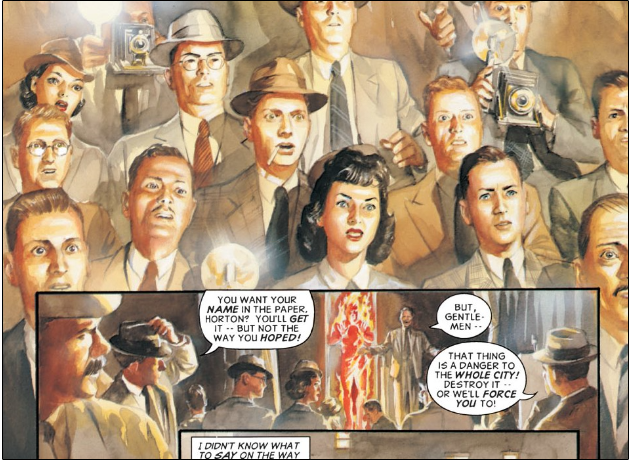 YOU WANT YOUR
NAME IN THE PAPER,
HORTON? YOU'LL GET
IT -- BUT NOT THE
WAY YOU HOPED!
BUT,
GENTLE-
MEN --
THAT THING
IS A DANGER TO
THE WHOLE CITY!
DESTROY IT --
OR WE'LL FORCE
YOU TO!
I DIDN'T KNOW WHAT
TO SAY ON THE WAY